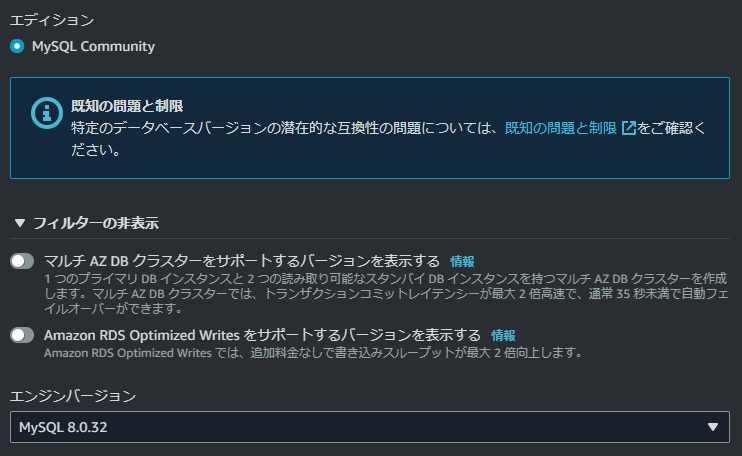 エディション
MySQL Community
既知の問題と制限
特定のデータベースバージョンの潜在的な互換性の問題については、既知の問題と制限 をご確認く
ださい。
▼ フィルターの非表示
マルチ AZ DB クラスターをサポートするバージョンを表示する 情報
1 つのプライマリ DB インスタンスと 2 つの読み取り可能なスタンバイ DB インスタンスを持つマルチ AZ DB クラスターを作成
します。マルチ AZ DB クラスターでは、トランザクションコミットレイテンシーが最大 2 倍高速で、通常 35 秒未満で自動フェ
イルオーバーができます。
Amazon RDS Optimized Writes をサポートするバージョンを表示する 情報
Amazon RDS Optimized Writes では、追加料金なしで書き込みスループットが最大 2 倍向上します。
エンジンバージョン
MySQL 8.0.32